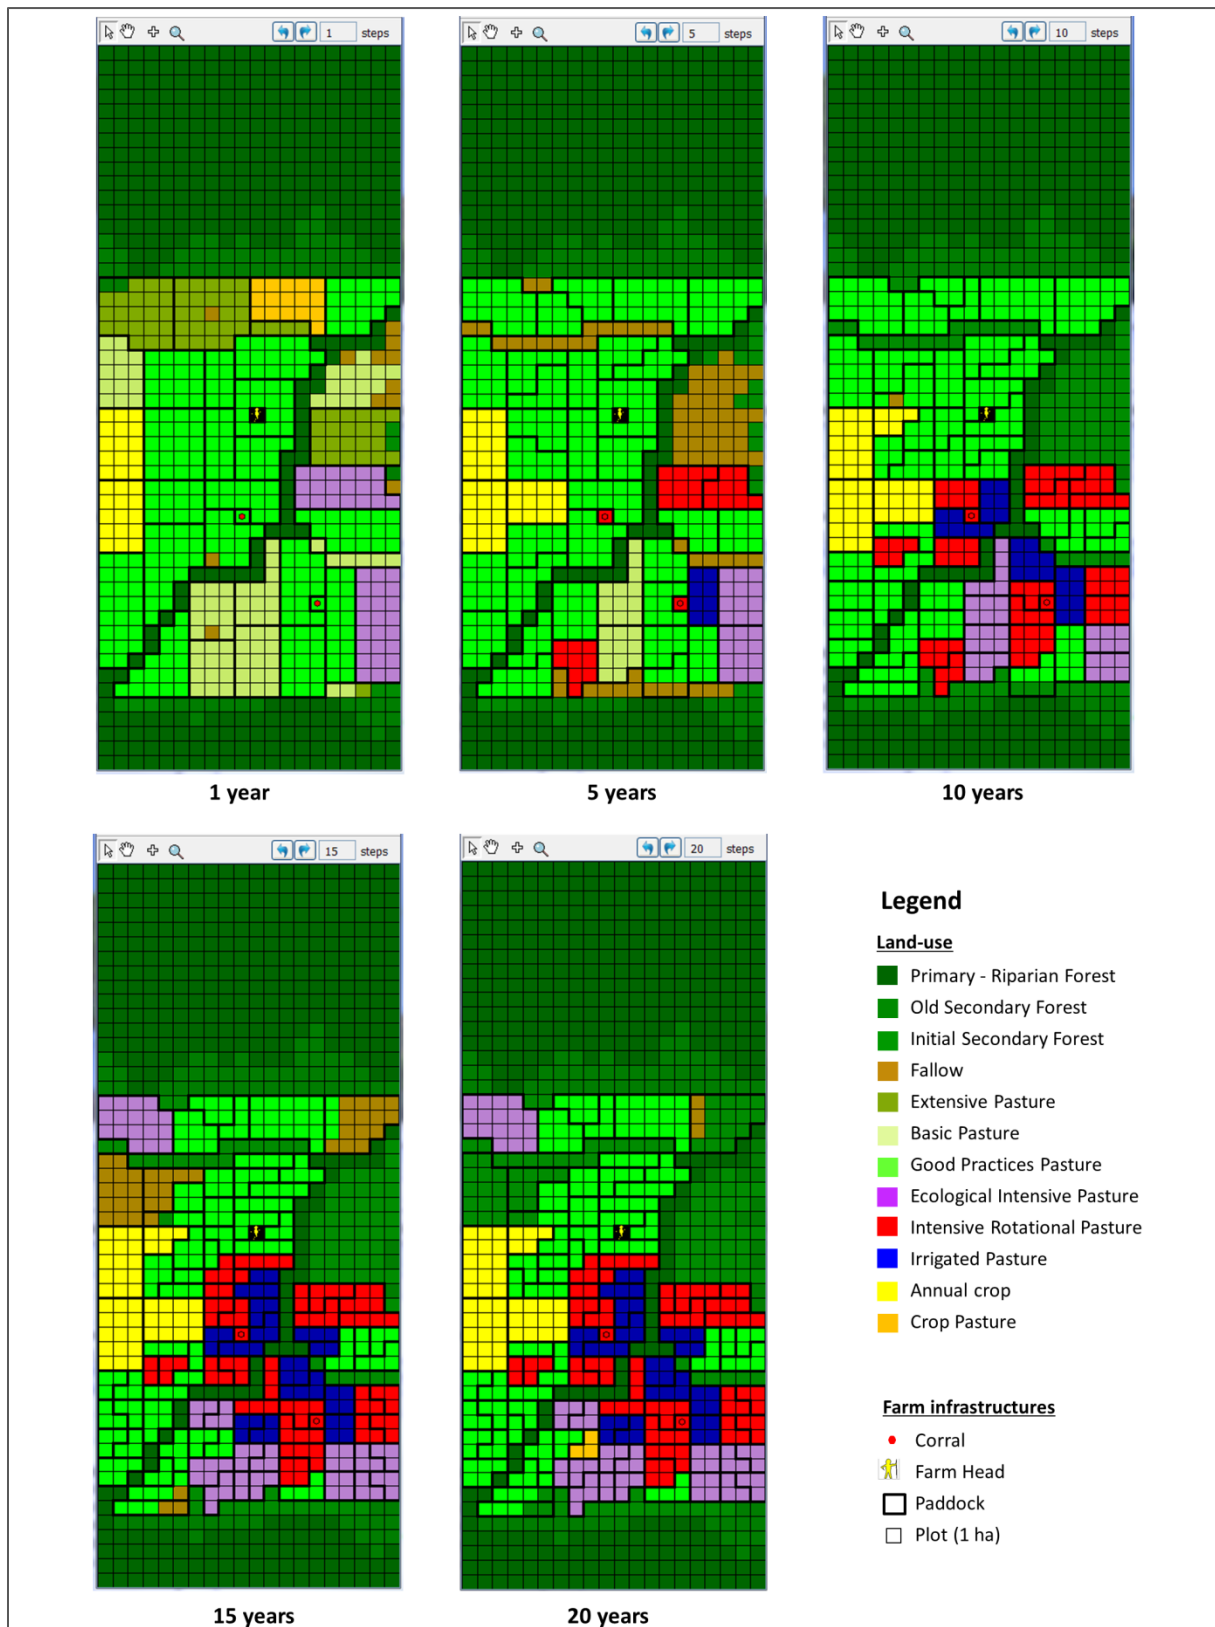 1 steps
5 steps
10 steps
1 year
5 years
10 years
15 steps
20 steps
15 years
20 years
Legend
Land-use
Primary - Riparian Forest
Old Secondary Forest
Initial Secondary Forest
Fallow
Extensive Pasture
Basic Pasture
Good Practices Pasture
Ecological Intensive Pasture
Intensive Rotational Pasture
Irrigated Pasture
Annual crop
Crop Pasture
Farm infrastructures
Corral
Farm Head
Paddock
Plot (1 ha)